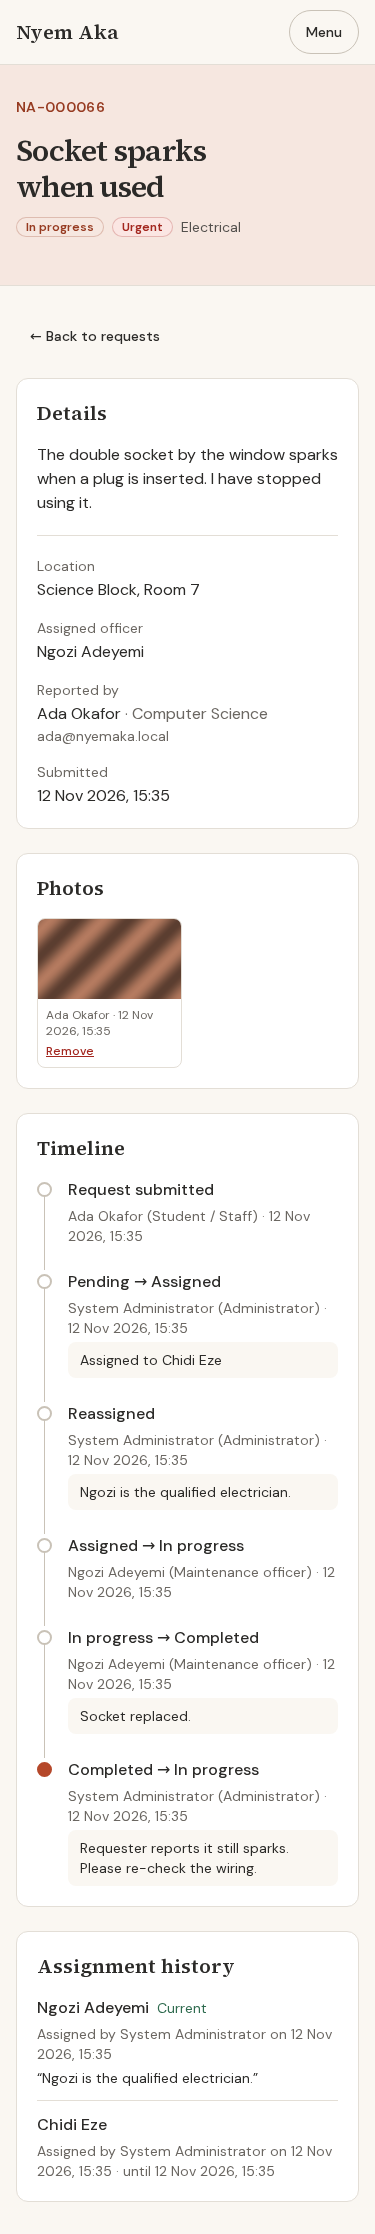 Nyem Aka
Menu
NA-000066
Socket sparks
when used
In progress
Urgent
Electrical
← Back to requests
Details
The double socket by the window sparks
when a plug is inserted. I have stopped
using it.
Location
Science Block, Room 7
Assigned officer
Ngozi Adeyemi
Reported by
Ada Okafor · Computer Science
ada@nyemaka.local
Submitted
12 Nov 2026, 15:35
Photos
Ada Okafor · 12 Nov
2026, 15:35
Remove
Timeline
Request submitted
Ada Okafor (Student / Staff) · 12 Nov
2026, 15:35
Pending → Assigned
System Administrator (Administrator) ·
12 Nov 2026, 15:35
Assigned to Chidi Eze
Reassigned
System Administrator (Administrator) ·
12 Nov 2026, 15:35
Ngozi is the qualified electrician.
Assigned → In progress
Ngozi Adeyemi (Maintenance officer) · 12
Nov 2026, 15:35
In progress → Completed
Ngozi Adeyemi (Maintenance officer) · 12
Nov 2026, 15:35
Socket replaced.
Completed → In progress
System Administrator (Administrator) ·
12 Nov 2026, 15:35
Requester reports it still sparks.
Please re-check the wiring.
Assignment history
Ngozi Adeyemi Current
Assigned by System Administrator on 12 Nov
2026, 15:35
“Ngozi is the qualified electrician.”
Chidi Eze
Assigned by System Administrator on 12 Nov
2026, 15:35 · until 12 Nov 2026, 15:35